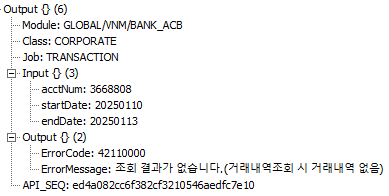 Output {} (6)
Module: GLOBAL/VNM/BANK_ACB
Class: CORPORATE
Job: TRANSACTION
Input {} (3)
acctNum: 3668808
startDate: 20250110
endDate: 20250113
Output {} (2)
ErrorCode: 42110000
ErrorMessage: 조회 결과가 없습니다.(거래내역조회 시 거래내역 없음)
API_SEQ: ed4a082cc6f382cf3210546aedfc7e10